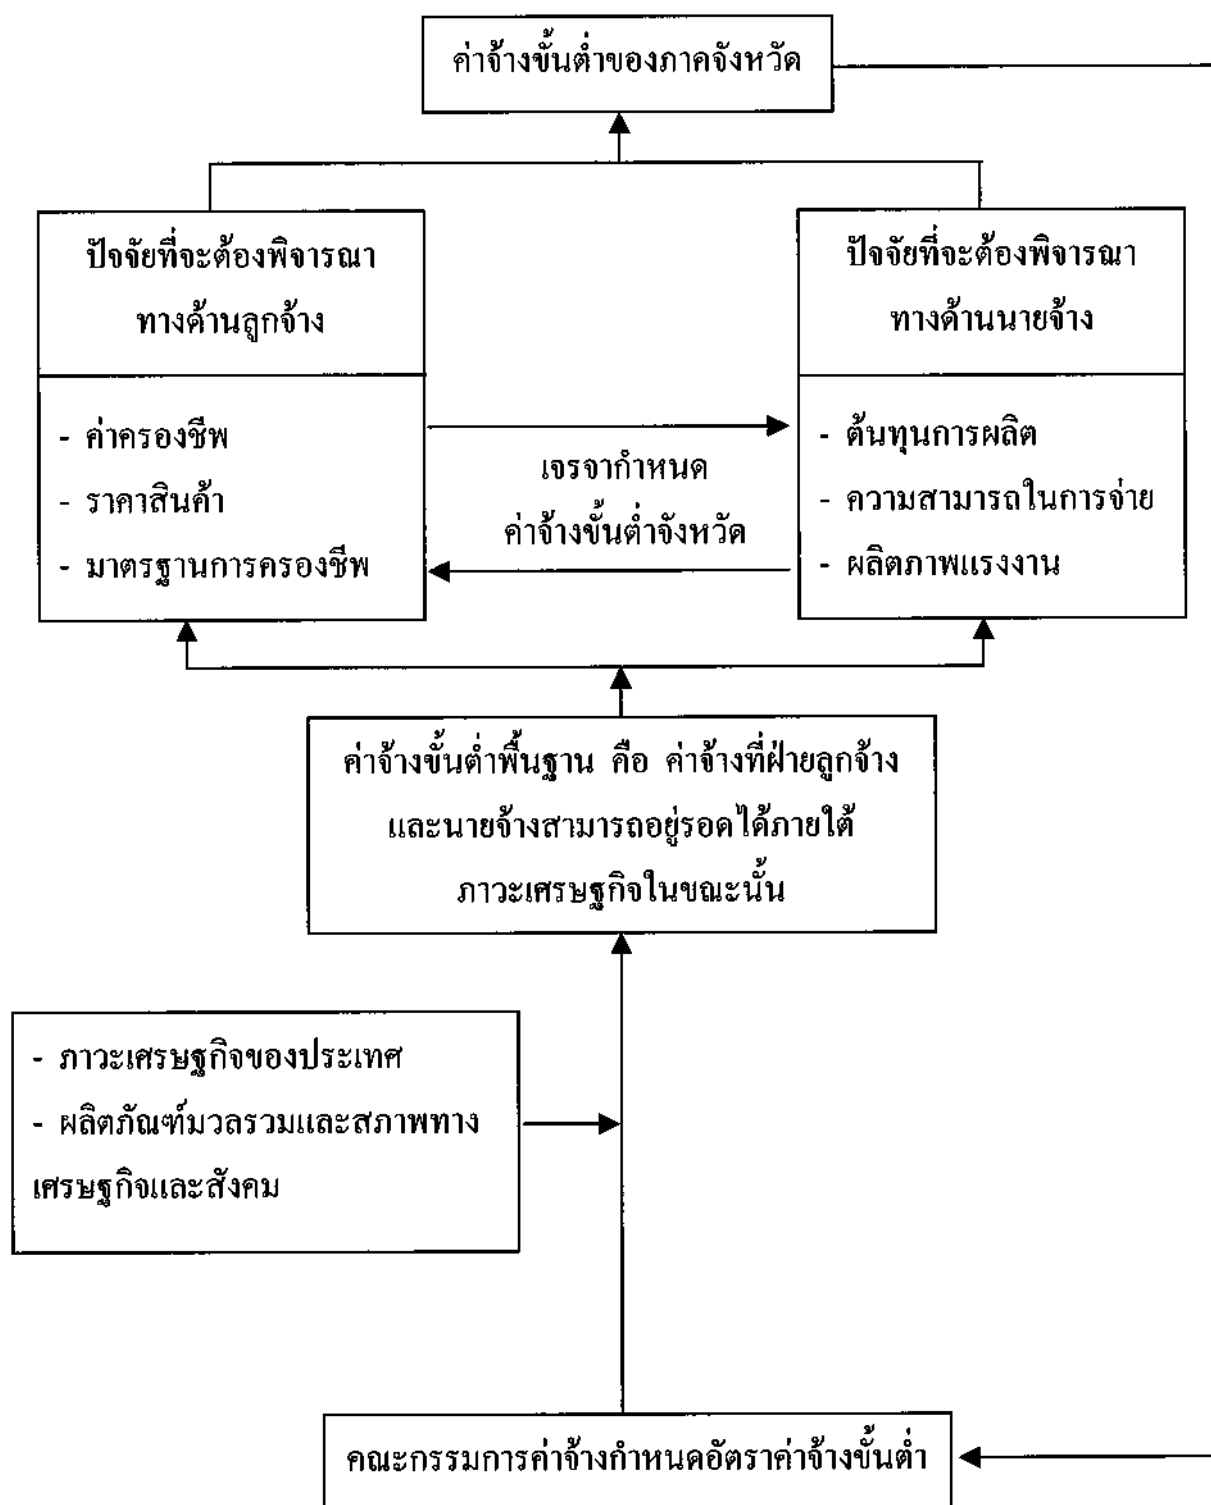 ค่าจ้างขั้นต่ำของภาคจังหวัด
ปัจจัยที่จะต้องพิจารณา
ทางด้านลูกจ้าง
- ค่าครองชีพ
- ราคาสินค้า
- มาตรฐานการครองชีพ
เจรจากำหนด
ค่าจ้างขั้นต่ำจังหวัด
ปัจจัยที่จะต้องพิจารณา
ทางด้านนายจ้าง
- ต้นทุนการผลิต
- ความสามารถในการจ่าย
- ผลิตภาพแรงงาน
ค่าจ้างขั้นต่ำพื้นฐาน คือ ค่าจ้างที่ฝ่ายลูกจ้าง
และนายจ้างสามารถอยู่รอดได้ภายใต้
ภาวะเศรษฐกิจในขณะนั้น
- ภาวะเศรษฐกิจของประเทศ
- ผลิตภัณฑ์มวลรวมและสภาพทาง
เศรษฐกิจและสังคม
คณะกรรมการค่าจ้างกำหนดอัตราค่าจ้างขั้นต่ำ